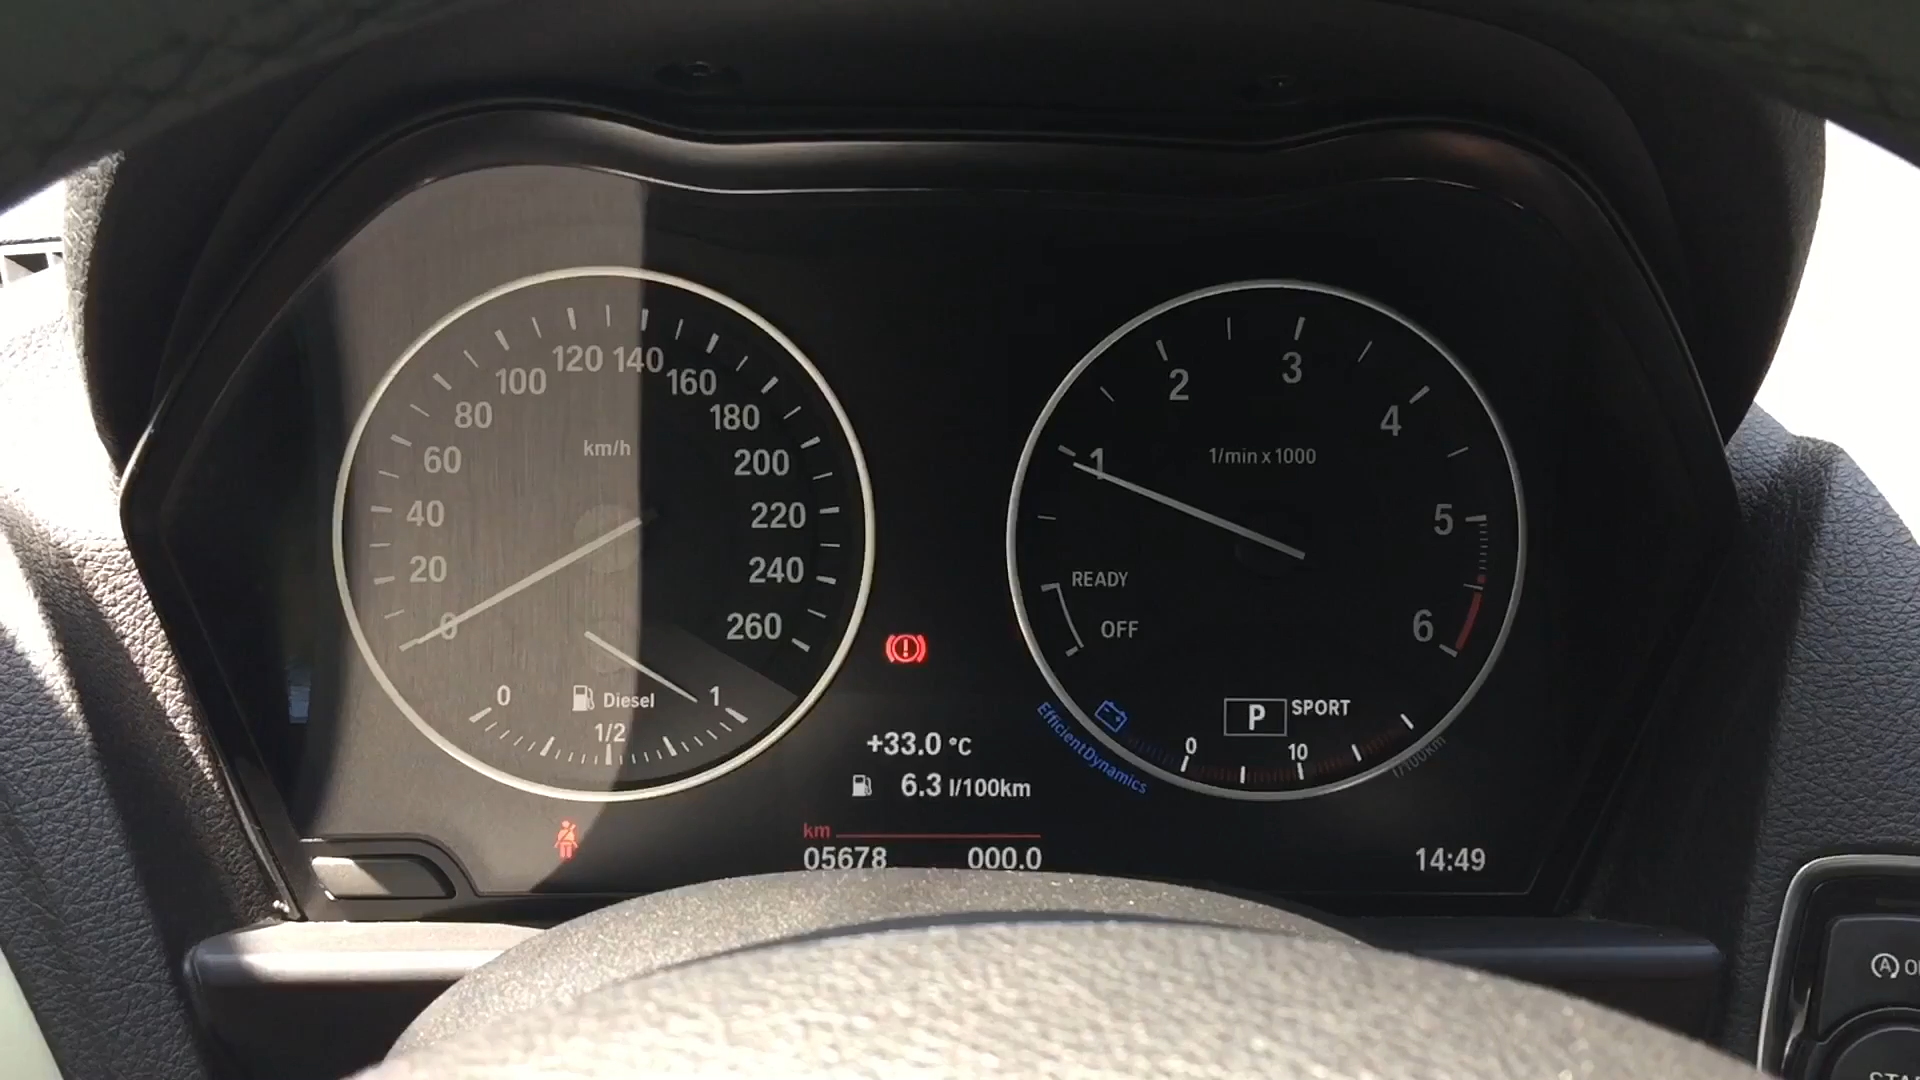 120 140
100 160
80 180
60 200
40 220
20 240
0 260
km/h
0 Diesel 1
1/2
1 2 3 4 5 6
1/min x 1000
READY
OFF
P SPORT
0 10
l/100km
EfficientDynamics
+33.0 °C
6.3 l/100km
km
05678 000.0
14:49
A